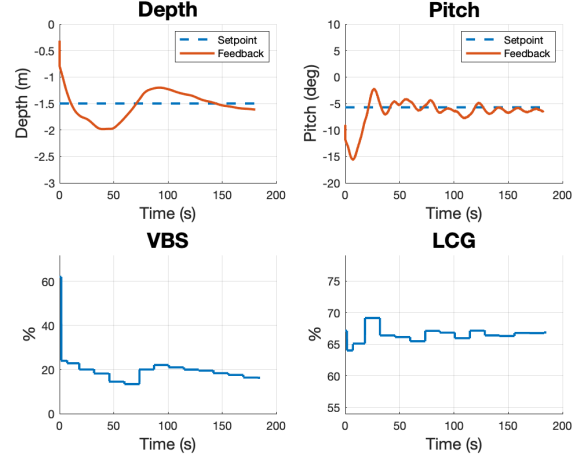 Depth
0
-0.5
-1
-1.5
-2
-2.5
-3
Depth (m)
Setpoint
Feedback
0 50 100 150 200
Time (s)
Pitch
10
5
0
-5
-10
-15
-20
Pitch (deg)
Setpoint
Feedback
0 50 100 150 200
Time (s)
VBS
60
40
20
0
%
0 50 100 150 200
Time (s)
LCG
75
70
65
60
55
%
0 50 100 150 200
Time (s)